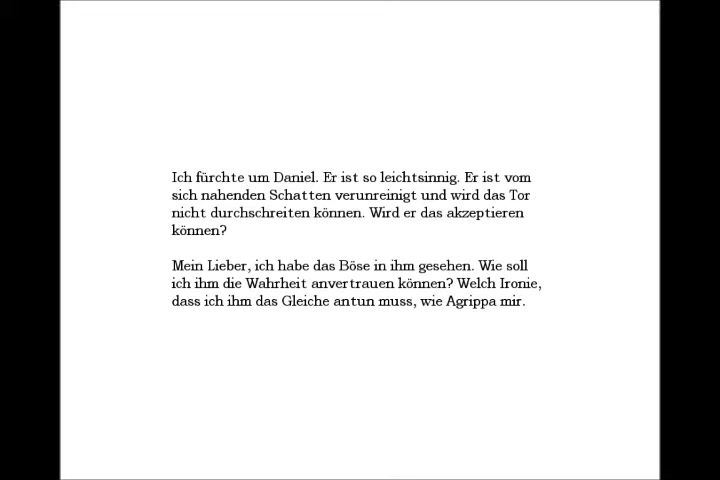 Ich fürchte um Daniel. Er ist so leichtsinnig. Er ist vom
sich nahenden Schatten verunreinigt und wird das Tor
nicht durchschreiten können. Wird er das akzeptieren
können?
Mein Lieber, ich habe das Böse in ihm gesehen. Wie soll
ich ihm die Wahrheit anvertrauen können? Welch Ironie,
dass ich ihm das Gleiche antun muss, wie Agrippa mir.